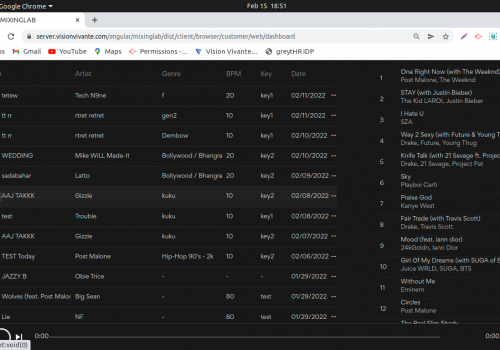 Google Chrome
Feb 15 18:51
MIXINGLAB
server.visionvivante.com/angular/mixinglab/dist/client/browser/customer/web/dashboard
Gmail YouTube Maps Permissions -... Vision Vivante... greytHR IDP
Artist Genre BPM Key Date
tetew Tech N9ne f 20 key1 02/11/2022
tt rr rtret retret gen2 10 key1 02/11/2022
tt rr rtret retret Dembow 10 key1 02/10/2022
WEDDING Mike WiLL Made-It Bollywood / Bhangra 20 key2 02/10/2022
sadabahar Latto Bollywood / Bhangra 20 key2 02/09/2022
AAJ TAKKK Gizzle kuku 10 key2 02/08/2022
test Trouble kuku 10 key1 02/08/2022
AAJ TAKKK Gizzle kuku 10 key2 02/07/2022
TEST Today Post Malone Hip-Hop 90's - 2k 10 key2 02/06/2022
JAZZY B Obie Trice - - - 01/29/2022
Wolves (feat. Post Malo Big Sean - 80 test 01/29/2022
Lie NF - 80 test 01/29/2022
1 One Right Now (with The Weeknd)
Post Malone, The Weeknd
2 STAY (with Justin Bieber)
The Kid LAROI, Justin Bieber
3 I Hate U
SZA
4 Way 2 Sexy (with Future & Young T
Drake, Future, Young Thug
5 Knife Talk (with 21 Savage ft. Project
Drake, 21 Savage, Project Pat
6 Sky
Playboi Carti
7 Praise God
Kanye West
8 Fair Trade (with Travis Scott)
Drake, Travis Scott
9 Mood (feat. iann dior)
24kGoldn, Iann Dior
10 Girl Of My Dreams (with SUGA of B
Juice WRLD, SUGA, BTS
11 Without Me
Eminem
12 Circles
Post Malone
The Real Slim Shady
0:00 0:00
pt:void(0)